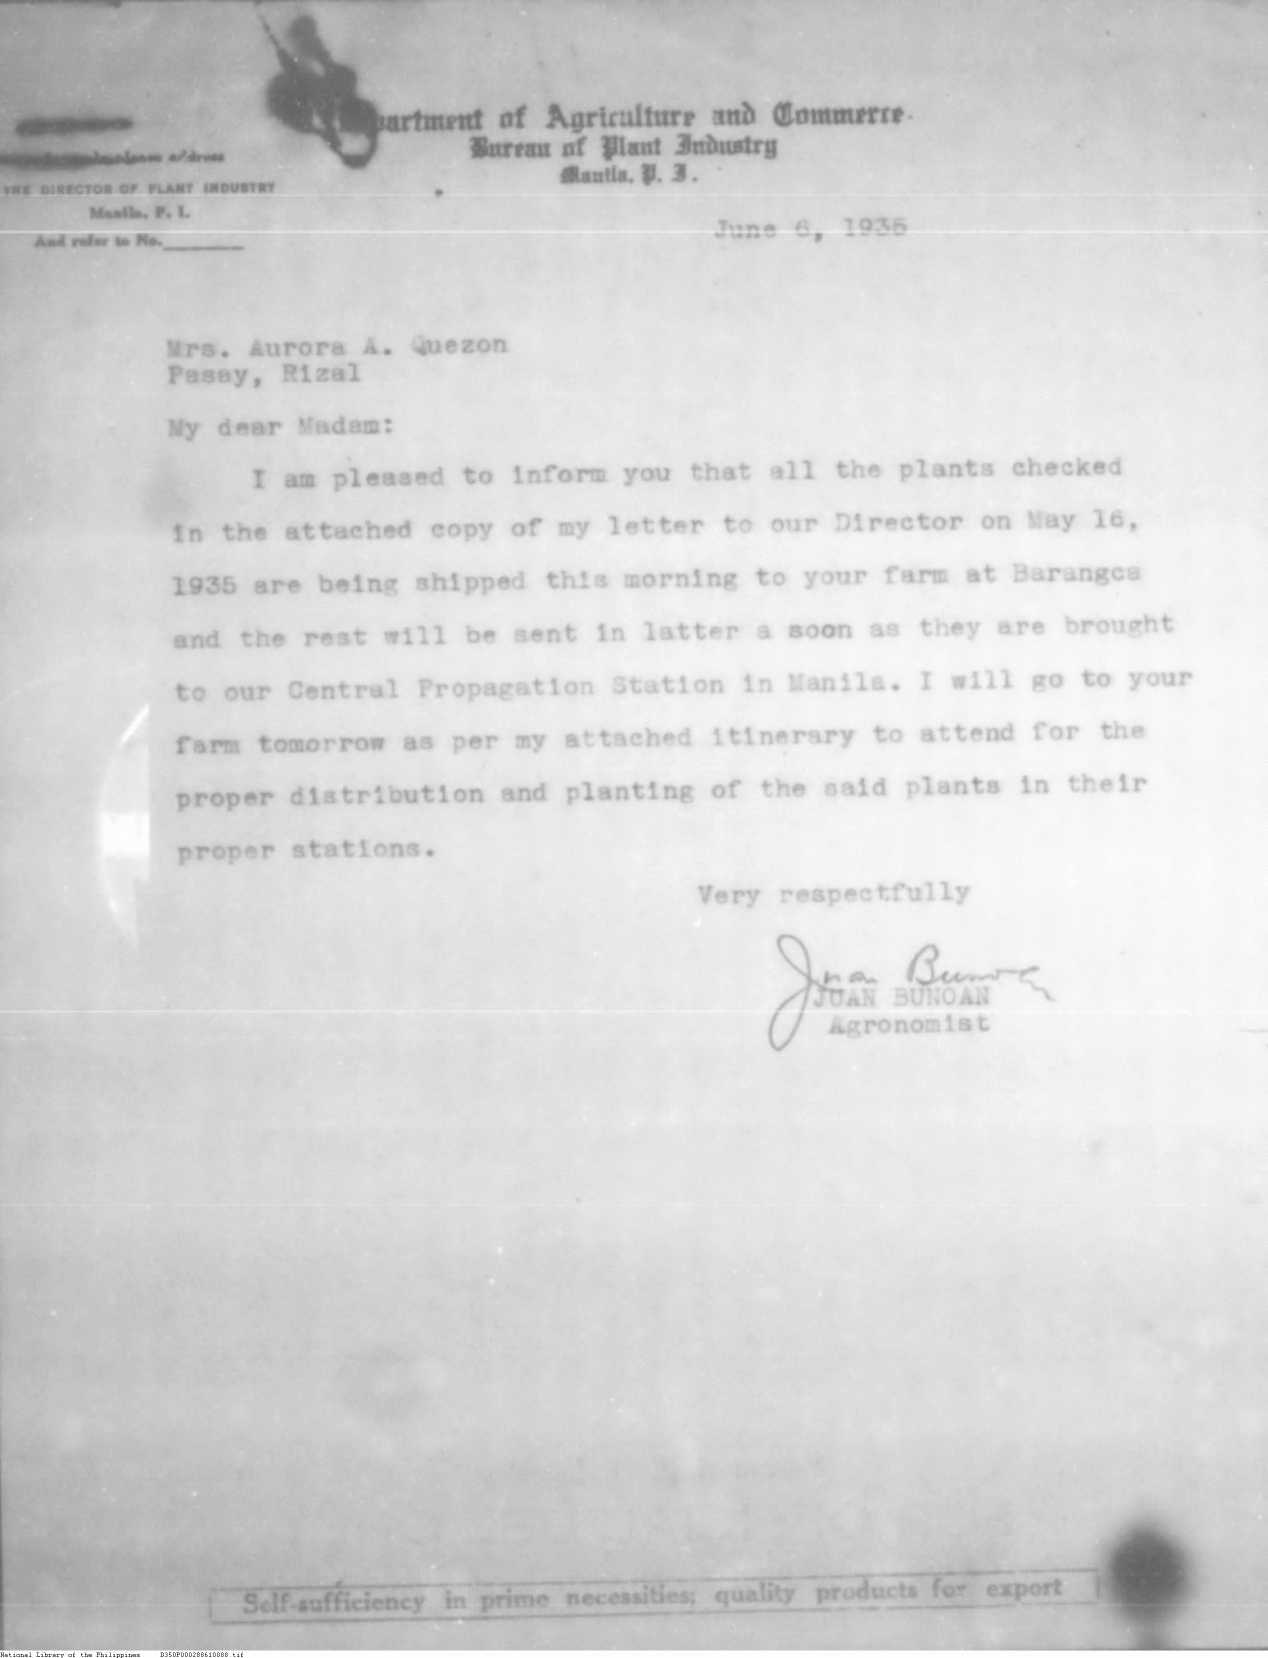 Department of Agriculture and Commerce
Bureau of Plant Industry
Manila, P. I.
please address
THE DIRECTOR OF PLANT INDUSTRY
Manila, P. I.
And refer to No.
June 6, 1935
Mrs. Aurora A. Quezon
Pasay, Rizal
My dear Madam:
I am pleased to inform you that all the plants checked
in the attached copy of my letter to our Director on May 16,
1935 are being shipped this morning to your farm at Barangca
and the rest will be sent in latter a soon as they are brought
to our Central Propagation Station in Manila. I will go to your
farm tomorrow as per my attached itinerary to attend for the
proper distribution and planting of the said plants in their
proper stations.
Very respectfully
Juan Bunoan
JUAN BUNOAN
Agronomist
Self-sufficiency in prime necessities; quality products for export
National Library of the Philippines D350P000288610888.tif